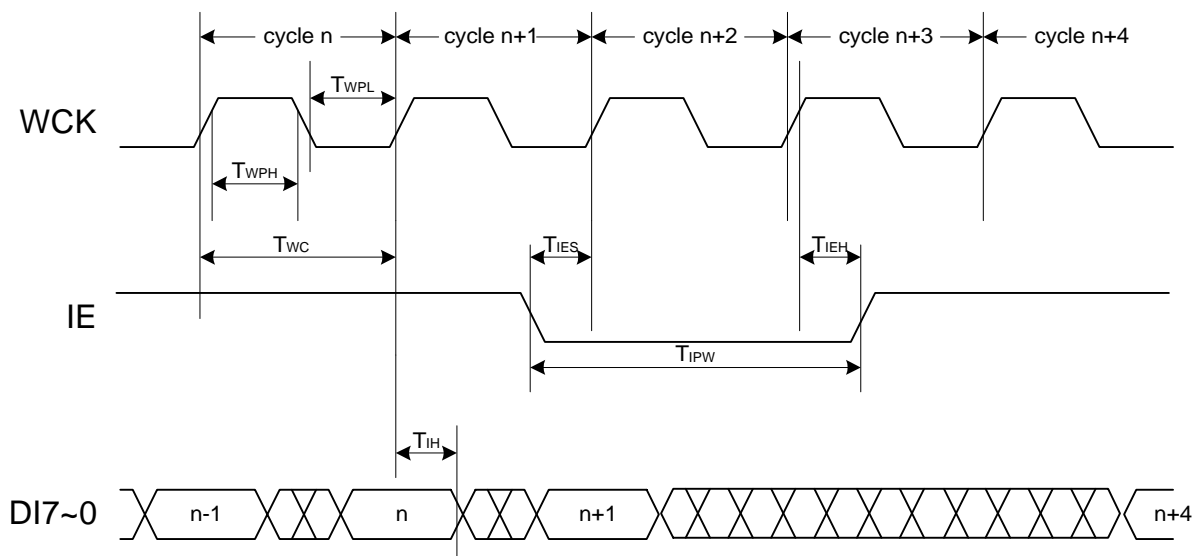 cycle n
cycle n+1
cycle n+2
cycle n+3
cycle n+4
TWPL
WCK
TWPH
TWC
TIES
TIEH
IE
TIPW
TIH
DI7~0
n-1
n
n+1
n+4